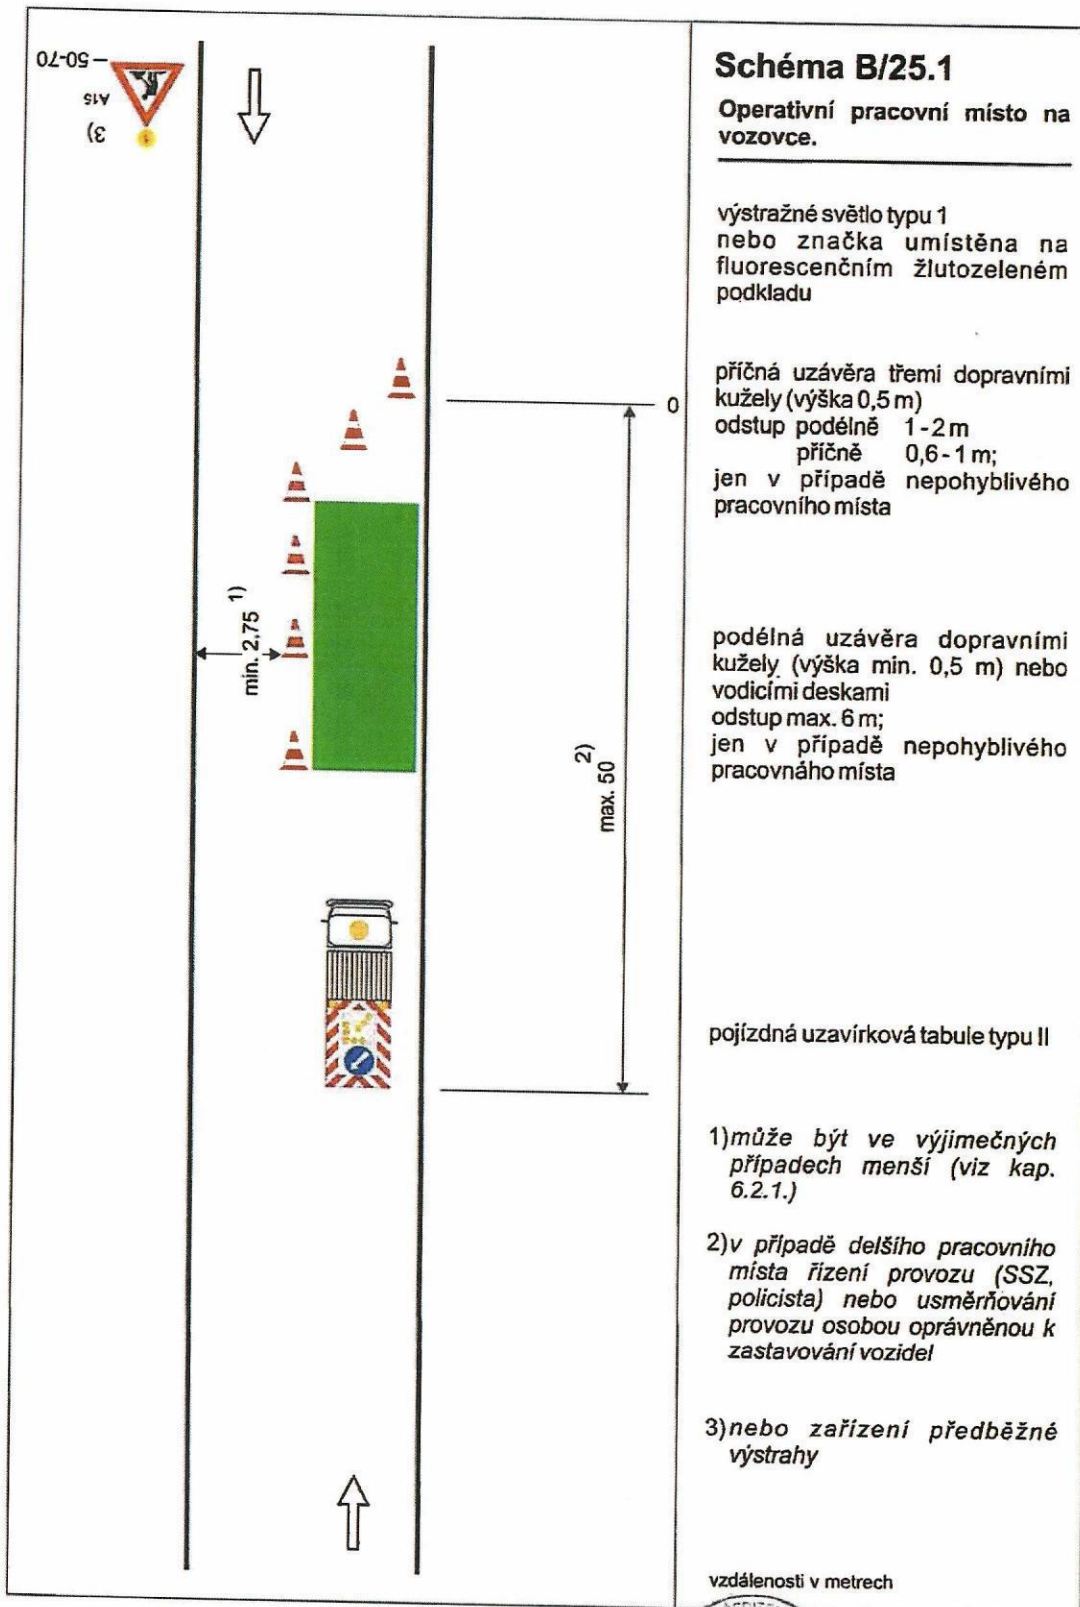 50-70
A15
3)
Schéma B/25.1
Operativní pracovní místo na
vozovce.
výstražné světlo typu 1
nebo značka umístěna na
fluorescenčním žlutozeleném
podkladu
0
příčná uzávěra třemi dopravními
kužely (výška 0,5 m)
odstup podélně 1-2 m
příčně 0,6-1 m;
jen v případě nepohyblivého
pracovního místa
min. 2,75 1)
podélná uzávěra dopravními
kužely (výška min. 0,5 m) nebo
vodicími deskami
odstup max. 6 m;
jen v případě nepohyblivého
pracovnáho místa
max. 50 2)
pojízdná uzavírková tabule typu II
1) může být ve výjimečných
případech menší (viz kap.
6.2.1.)
2) v případě delšího pracovního
místa řízení provozu (SSZ,
policista) nebo usměrňování
provozu osobou oprávněnou k
zastavování vozidel
3) nebo zařízení předběžné
výstrahy
vzdálenosti v metrech